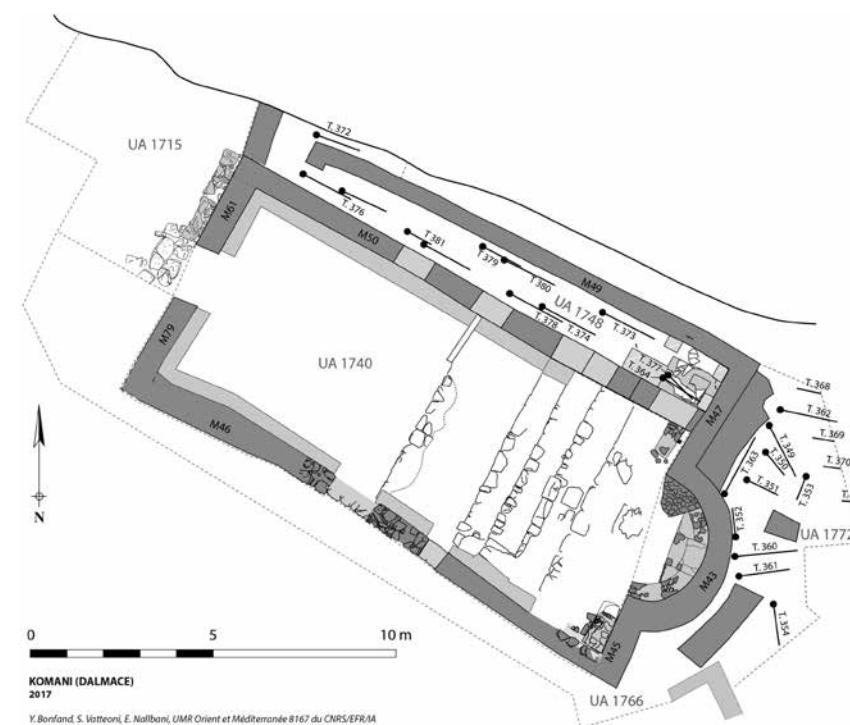 T. 372
UA 1715
M61
T. 376
M50
T. 381
T. 379
T. 380
M49
UA 1748
T. 378
T. 374
T. 373
T. 377
T. 364
M47
T. 368
T. 362
T. 369
T. 349
T. 350
T. 370
T. 363
T. 351
T. 353
T. 352
UA 1772
T. 360
T. 361
M43
T. 354
M79
UA 1740
M46
N
M45
UA 1766
0 5 10 m
KOMANI (DALMACE)
2017
Y. Bonfand, S. Vatteoni, E. Nallbani, UMR Orient et Méditerranée 8167 du CNRS/EFR/IA